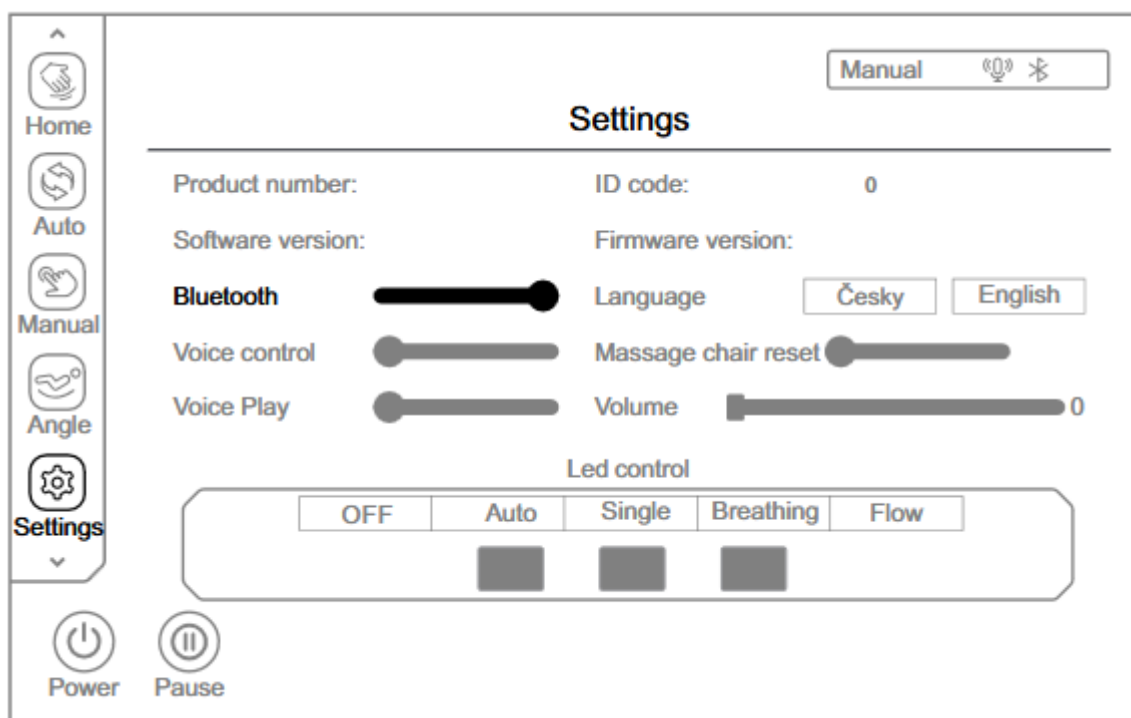 Manual
Settings
Home
Auto
Manual
Angle
Settings
Product number:
ID code: 0
Software version:
Firmware version:
Bluetooth
Language Česky English
Voice control
Massage chair reset
Voice Play
Volume 0
Led control
OFF Auto Single Breathing Flow
Power Pause